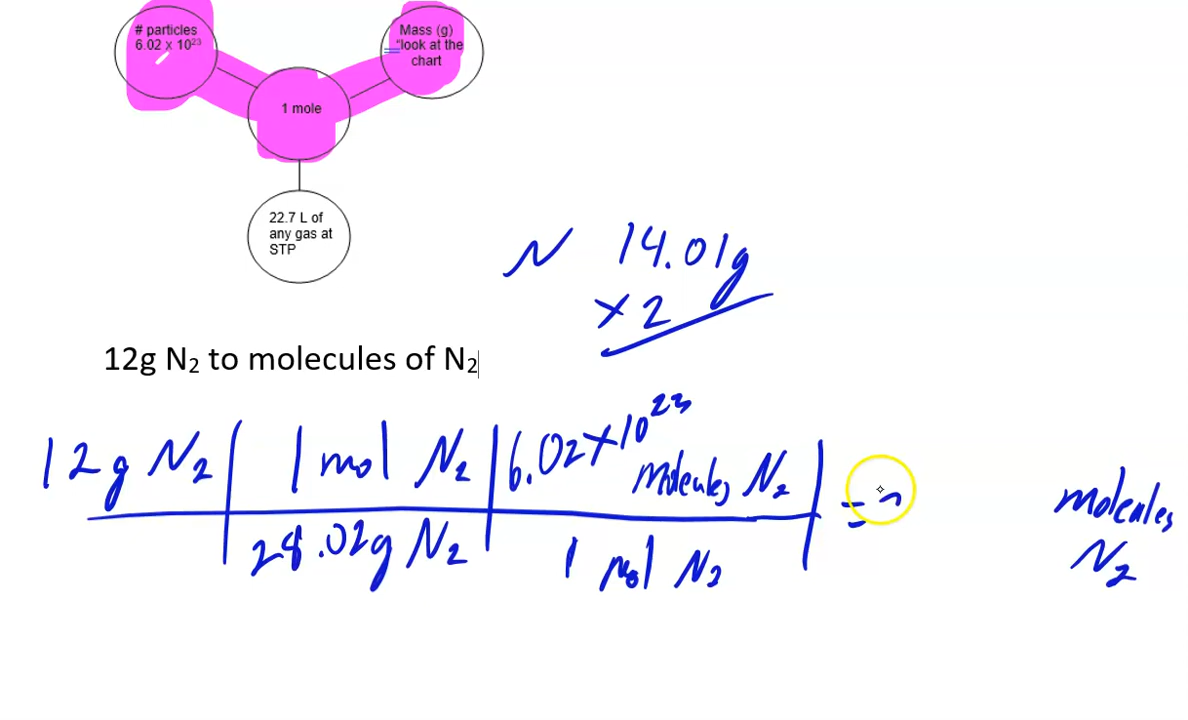 # particles
6.02 x 10²³
Mass (g)
"look at the
chart
1 mole
22.7 L of
any gas at
STP
N 14.01g
x 2
12g N₂ to molecules of N₂
12g N₂ | 1 mol N₂ | 6.02x10²³ molecules N₂ | =
28.02g N₂ | 1 mol N₂
molecules
N₂